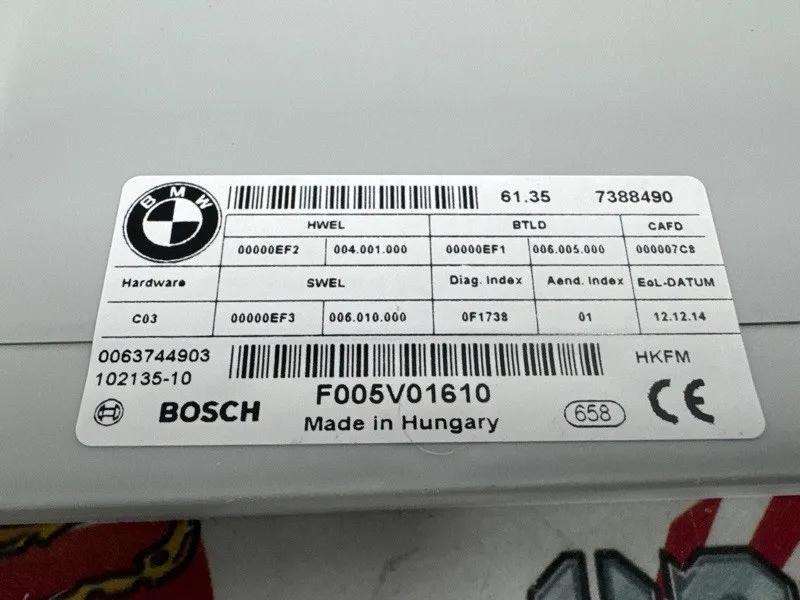 BMW
61.35 7388490
HWEL BTLD CAFD
00000EF2 004.001.000 00000EF1 006.005.000 000007C8
Hardware SWEL Diag. Index Aend. Index EoL-DATUM
C03 00000EF3 006.010.000 0F1738 01 12.12.14
0063744903 HKFM
102135-10
F005V01610
BOSCH
Made in Hungary
658
CE